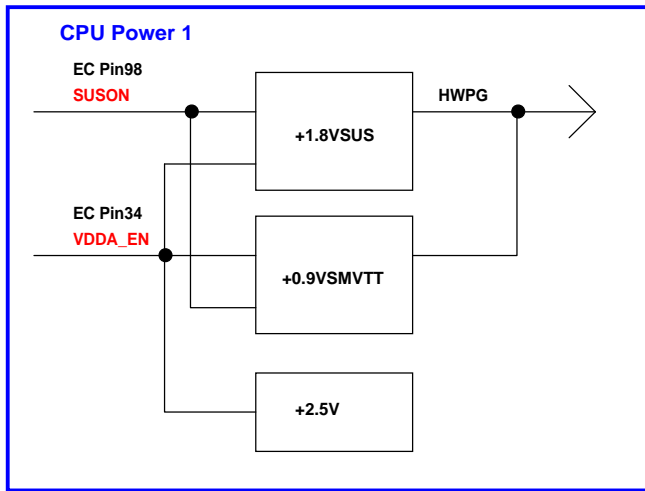 CPU Power 1
EC Pin98
SUSON
HWPG
+1.8VSUS
EC Pin34
VDDA_EN
+0.9VSMVTT
+2.5V